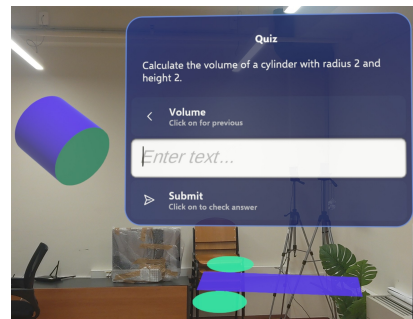 Quiz
Calculate the volume of a cylinder with radius 2 and
height 2.
Volume
Click on for previous
Enter text...
Submit
Click on to check answer